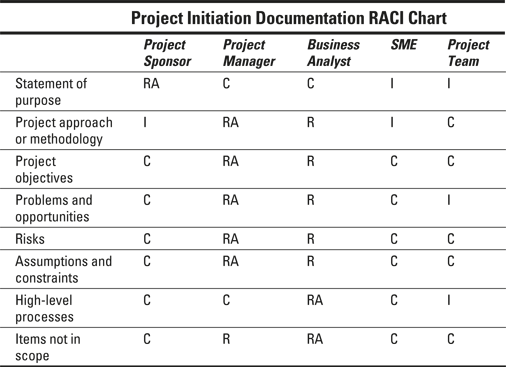 Project Initiation Documentation RACI Chart
Project Sponsor Project Manager Business Analyst SME Project Team
Statement of purpose RA C C I I
Project approach or methodology I RA R I C
Project objectives C RA R C C
Problems and opportunities C RA R C I
Risks C RA R C C
Assumptions and constraints C RA R C C
High-level processes C C RA C I
Items not in scope C R RA C C